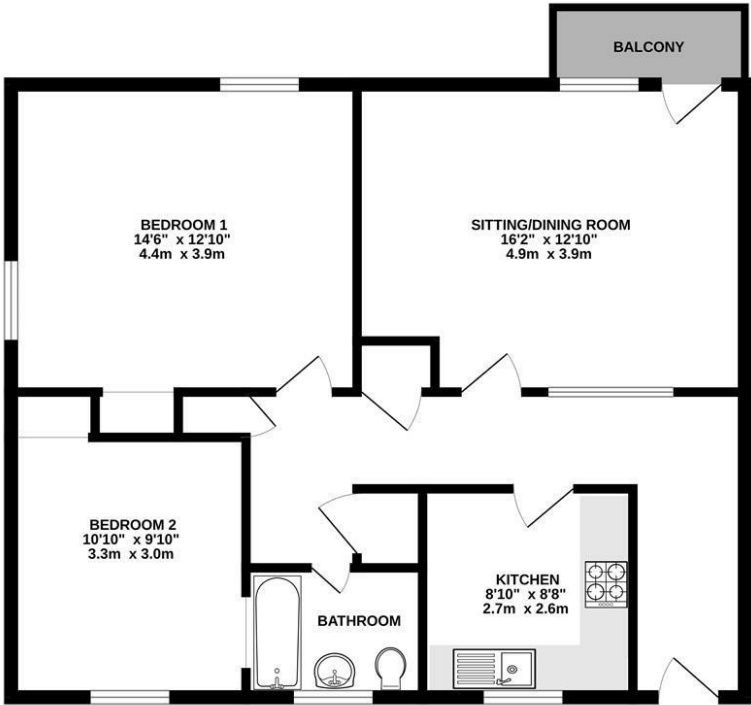 BALCONY
BEDROOM 1
14'6" x 12'10"
4.4m x 3.9m
SITTING/DINING ROOM
16'2" x 12'10"
4.9m x 3.9m
BEDROOM 2
10'10" x 9'10"
3.3m x 3.0m
KITCHEN
8'10" x 8'8"
2.7m x 2.6m
BATHROOM